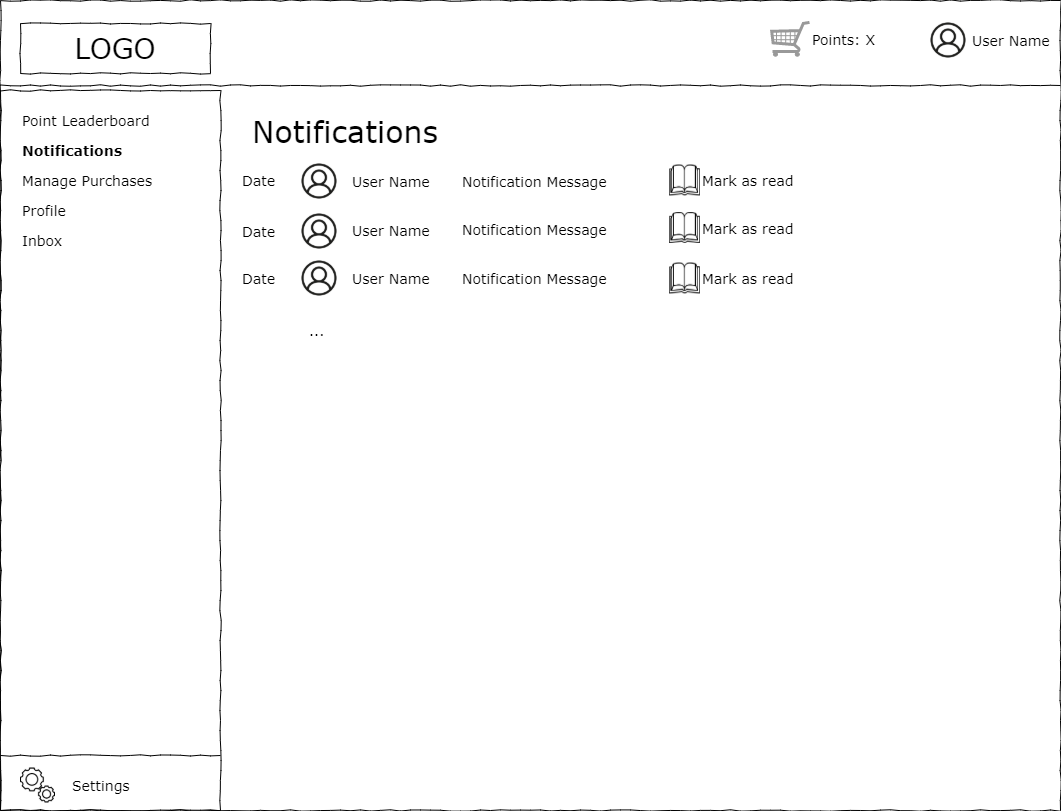 LOGO
Points: X
User Name
Point Leaderboard
Notifications
Manage Purchases
Profile
Inbox
Settings
Notifications
Date User Name Notification Message Mark as read
Date User Name Notification Message Mark as read
Date User Name Notification Message Mark as read
...